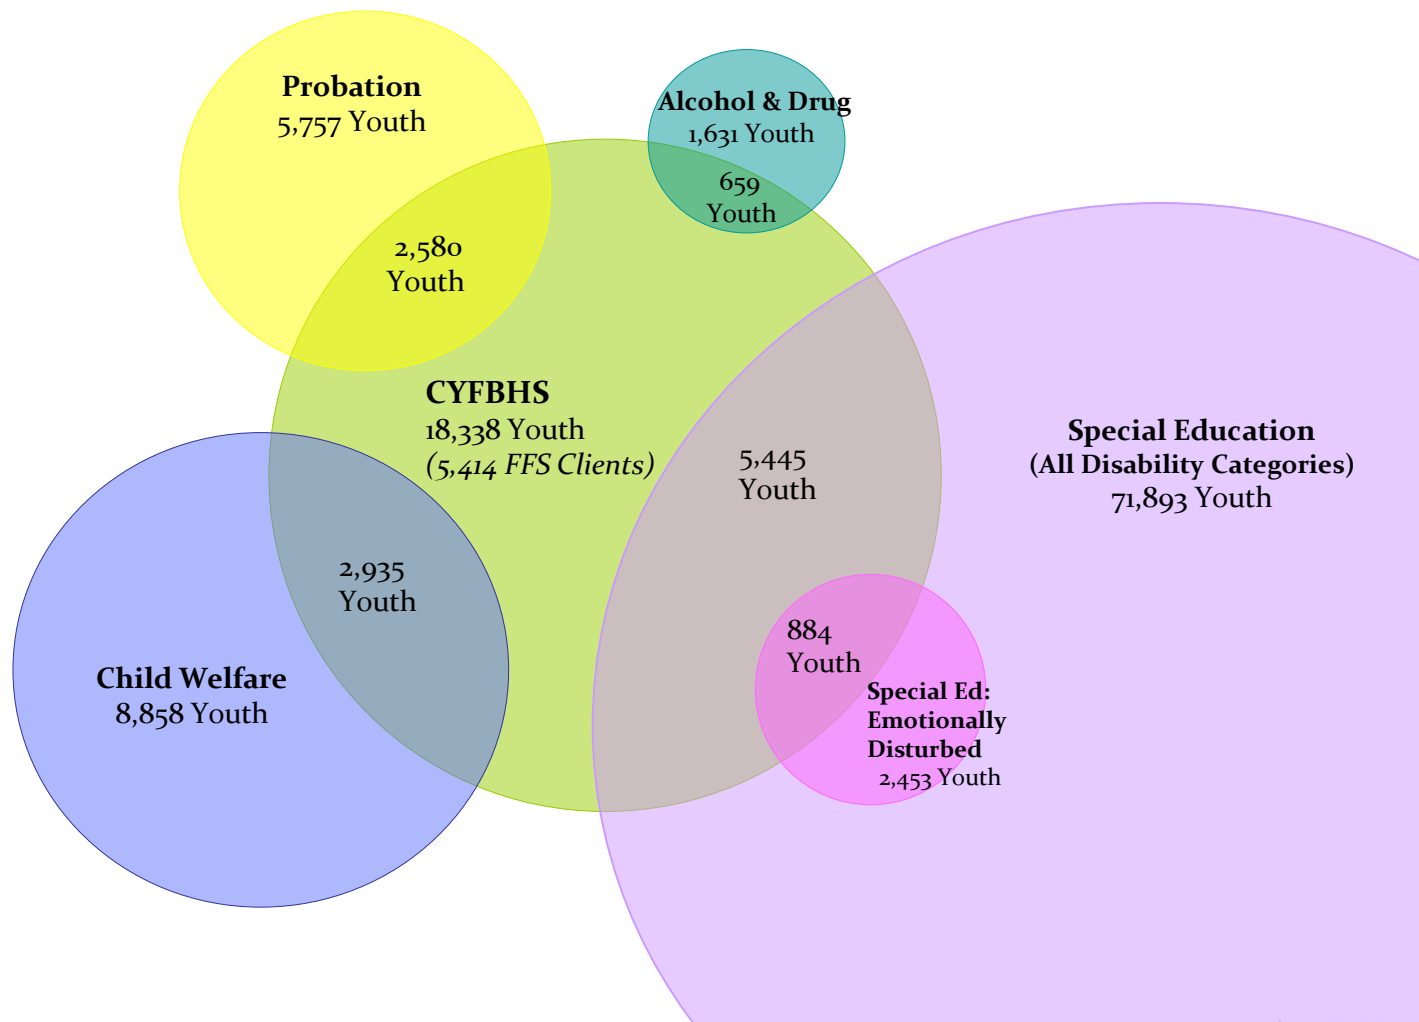 Probation
5,757 Youth
Alcohol & Drug
1,631 Youth
659
Youth
2,580
Youth
CYFBHS
18,338 Youth
(5,414 FFS Clients)
5,445
Youth
Special Education
(All Disability Categories)
71,893 Youth
2,935
Youth
884
Youth
Child Welfare
8,858 Youth
Special Ed:
Emotionally
Disturbed
2,453 Youth